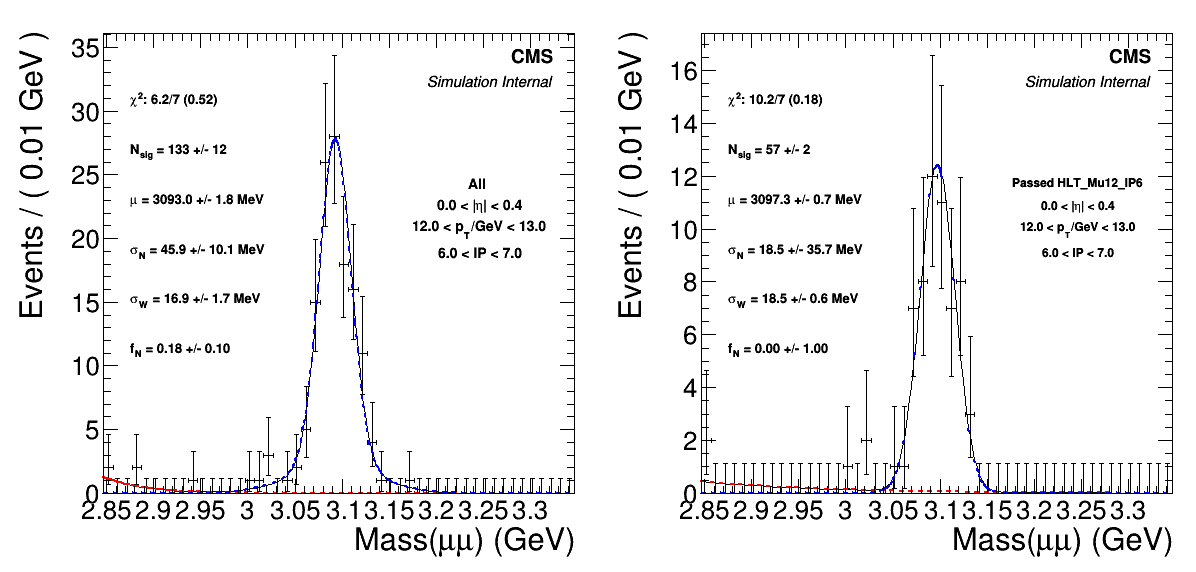 CMS
Simulation Internal
χ²: 6.2/7 (0.52)
N_sig = 133 +/- 12
μ = 3093.0 +/- 1.8 MeV
σ_N = 45.9 +/- 10.1 MeV
σ_W = 16.9 +/- 1.7 MeV
f_N = 0.18 +/- 0.10
All
0.0 < |η| < 0.4
12.0 < p_T/GeV < 13.0
6.0 < IP < 7.0
Events / ( 0.01 GeV )
35
30
25
20
15
10
5
0
2.85 2.9 2.95 3 3.05 3.1 3.15 3.2 3.25 3.3
Mass(μμ) (GeV)
CMS
Simulation Internal
χ²: 10.2/7 (0.18)
N_sig = 57 +/- 2
μ = 3097.3 +/- 0.7 MeV
σ_N = 18.5 +/- 35.7 MeV
σ_W = 18.5 +/- 0.6 MeV
f_N = 0.00 +/- 1.00
Passed HLT_Mu12_IP6
0.0 < |η| < 0.4
12.0 < p_T/GeV < 13.0
6.0 < IP < 7.0
Events / ( 0.01 GeV )
16
14
12
10
8
6
4
2
0
2.85 2.9 2.95 3 3.05 3.1 3.15 3.2 3.25 3.3
Mass(μμ) (GeV)